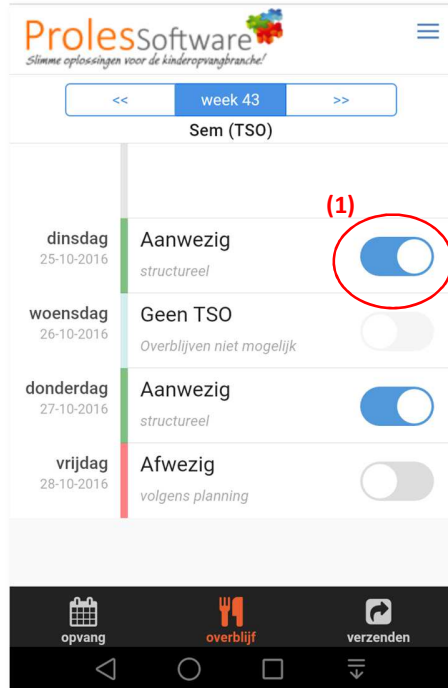 ProlesSoftware
Slimme oplossingen voor de kinderopvangbranche!
<< week 43 >>
Sem (TSO)
(1)
dinsdag Aanwezig
25-10-2016 structureel
woensdag Geen TSO
26-10-2016 Overblijven niet mogelijk
donderdag Aanwezig
27-10-2016 structureel
vrijdag Afwezig
28-10-2016 volgens planning
opvang overblijf verzenden